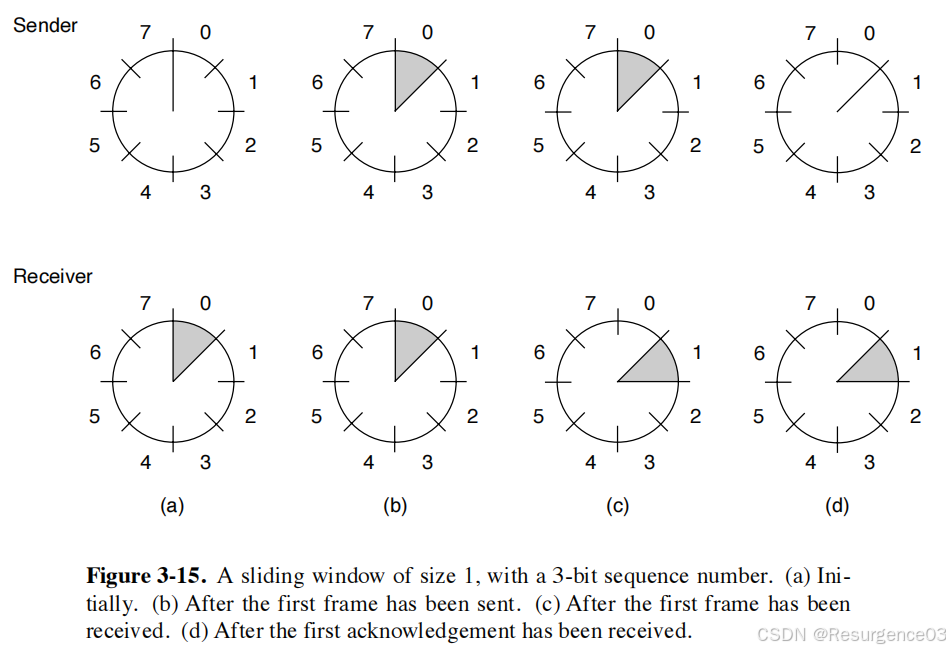 Sender
7 0 7 0 7 0 7 0
6 1 6 1 6 1 6 1
5 2 5 2 5 2 5 2
4 3 4 3 4 3 4 3
Receiver
7 0 7 0 7 0 7 0
6 1 6 1 6 1 6 1
5 2 5 2 5 2 5 2
4 3 4 3 4 3 4 3
(a) (b) (c) (d)
Figure 3-15. A sliding window of size 1, with a 3-bit sequence number. (a) Ini-
tially. (b) After the first frame has been sent. (c) After the first frame has been
received. (d) After the first acknowledgement has been received.
CSDN @Resurgence03